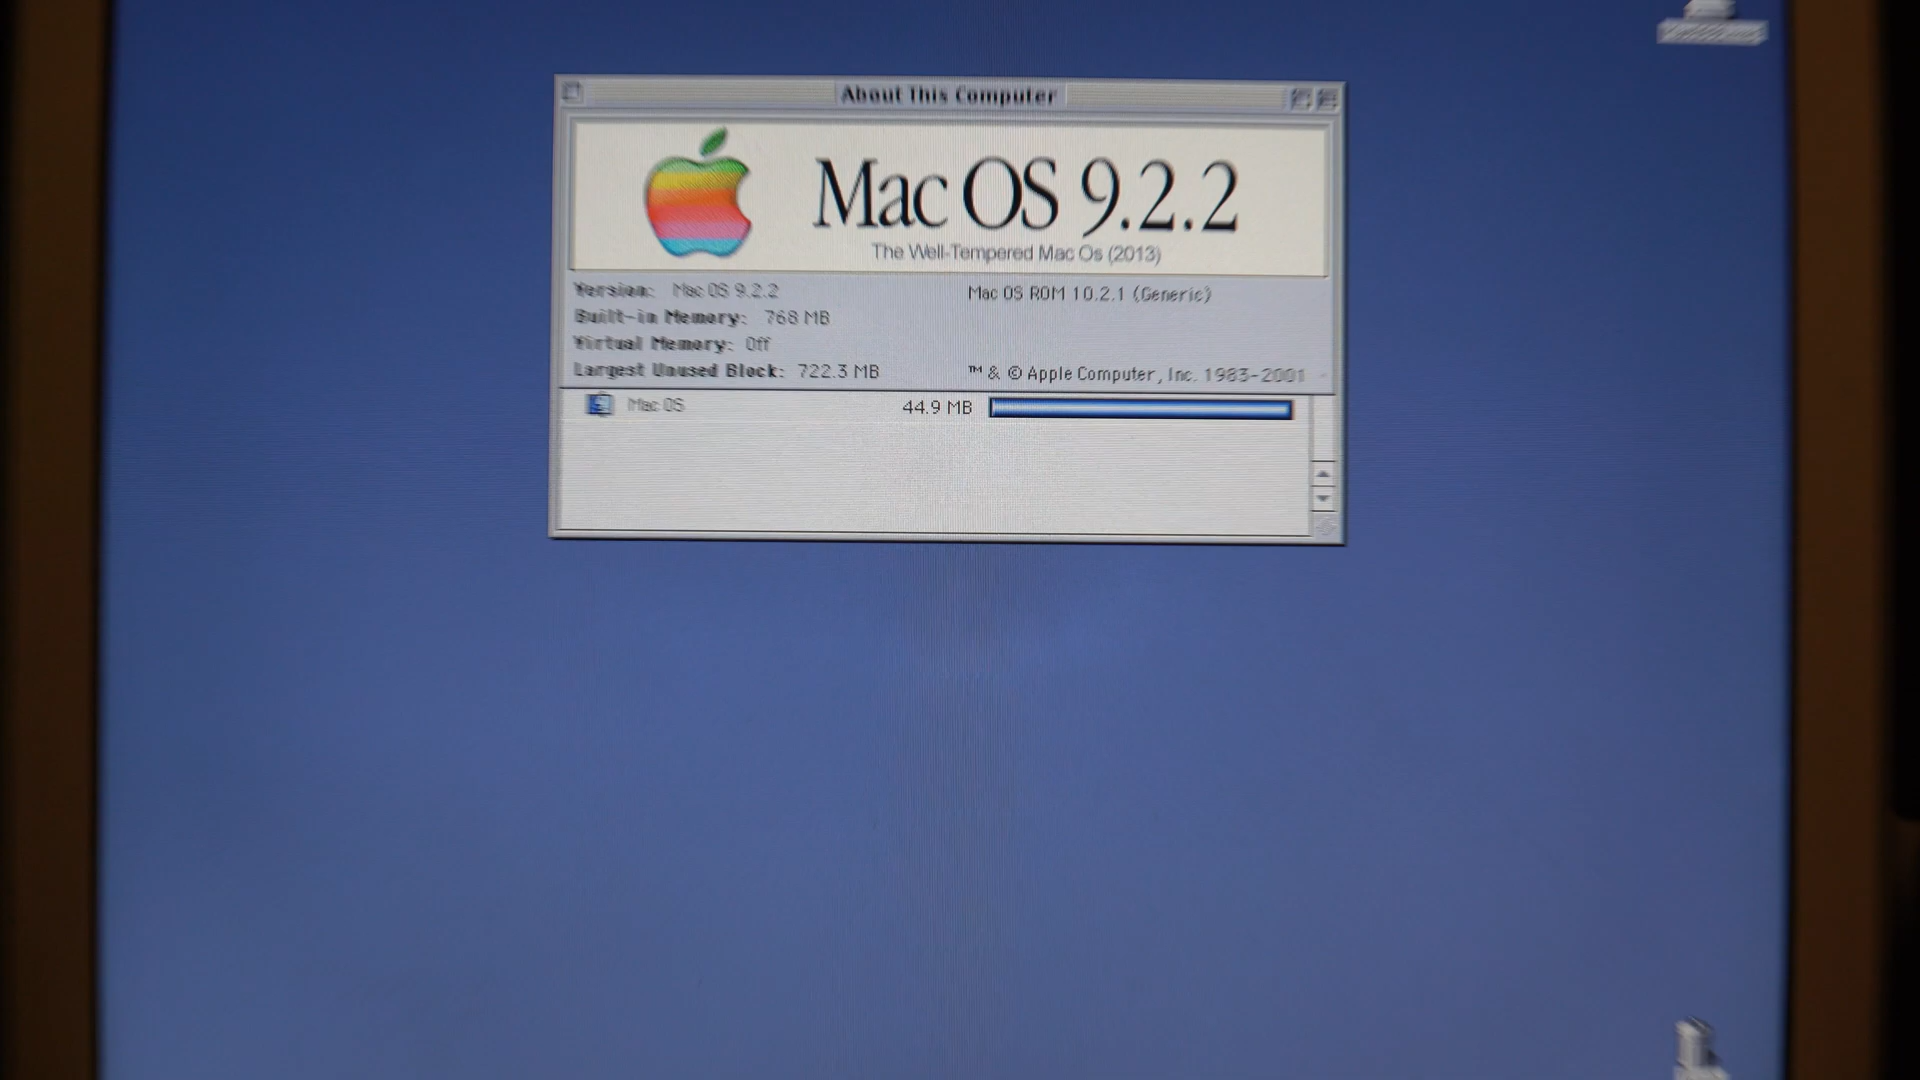 About This Computer
Mac OS 9.2.2
The Well-Tempered Mac Os (2013)
Version: Mac OS 9.2.2
Mac OS ROM 10.2.1 (Generic)
Built-in Memory: 768 MB
Virtual Memory: Off
Largest Unused Block: 722.3 MB
™ & © Apple Computer, Inc. 1983-2001
Mac OS 44.9 MB